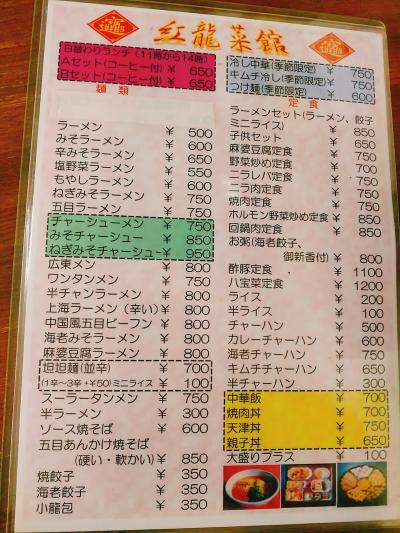 紅龍菜館
日替わりランチ（11時から14時）
Aセット(コーヒー付) ¥ 650
Bセット(コーヒー付) ¥ 650
麺類
ラーメン ¥ 500
みそラーメン ¥ 600
辛みそラーメン ¥ 650
塩野菜ラーメン ¥ 550
もやしラーメン ¥ 600
ねぎみそラーメン ¥ 750
五目ラーメン ¥ 750
チャーシューメン ¥ 750
みそチャーシュー ¥ 850
ねぎみそチャーシュー ¥ 950
広東メン ¥ 800
ワンタンメン ¥ 750
半チャンラーメン ¥ 800
上海ラーメン（辛い） ¥ 800
中国風五目ビーフン ¥ 800
海老みそラーメン ¥ 800
麻婆豆腐ラーメン ¥ 800
坦坦麺(並辛) ¥ 700
(1辛～3辛+¥50)ミニライス ¥ 100
スーラータンメン ¥ 750
半ラーメン ¥ 300
ソース焼そば ¥ 600
五目あんかけ焼そば
（硬い・軟かい） ¥ 850
焼餃子 ¥ 350
海老餃子 ¥ 350
小龍包 ¥ 350
冷し中華(季節限定) ¥ 750
キムチ冷し(季節限定) ¥ 750
つけ麺(季節限定) ¥ 600
定食
ラーメンセット(ラーメン、餃子
ミニライス) ¥ 850
子供セット ¥ 650
麻婆豆腐定食 ¥ 750
野菜炒め定食 ¥ 700
ニラレバ定食 ¥ 750
ニラ肉定食 ¥ 750
焼肉定食 ¥ 750
ホルモン野菜炒め定食 ¥ 850
回鍋肉定食 ¥ 850
お粥(海老餃子、
御新香付) ¥ 800
酢豚定食 ¥ 1100
八宝菜定食 ¥ 1200
ライス ¥ 200
半ライス ¥ 100
チャーハン ¥ 500
カレーチャーハン ¥ 600
海老チャーハン ¥ 750
キムチチャーハン ¥ 650
半チャーハン ¥ 300
中華飯 ¥ 700
焼肉丼 ¥ 700
天津丼 ¥ 750
親子丼 ¥ 650
大盛りプラス ¥ 100